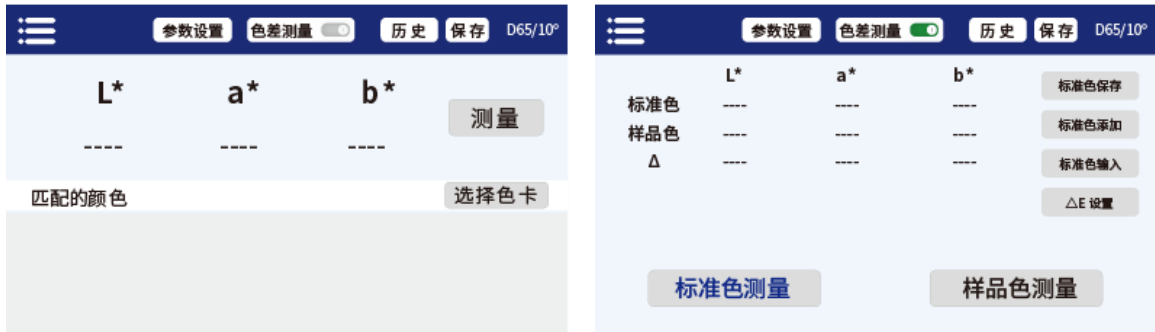 参数设置 色差测量 历史 保存 D65/10°
L* a* b*
测量
---- ---- ----
匹配的颜色 选择色卡
参数设置 色差测量 历史 保存 D65/10°
L* a* b*
标准色保存
标准色 ---- ---- ----
标准色添加
样品色 ---- ---- ----
Δ ---- ---- ----
标准色输入
△E 设置
标准色测量 样品色测量